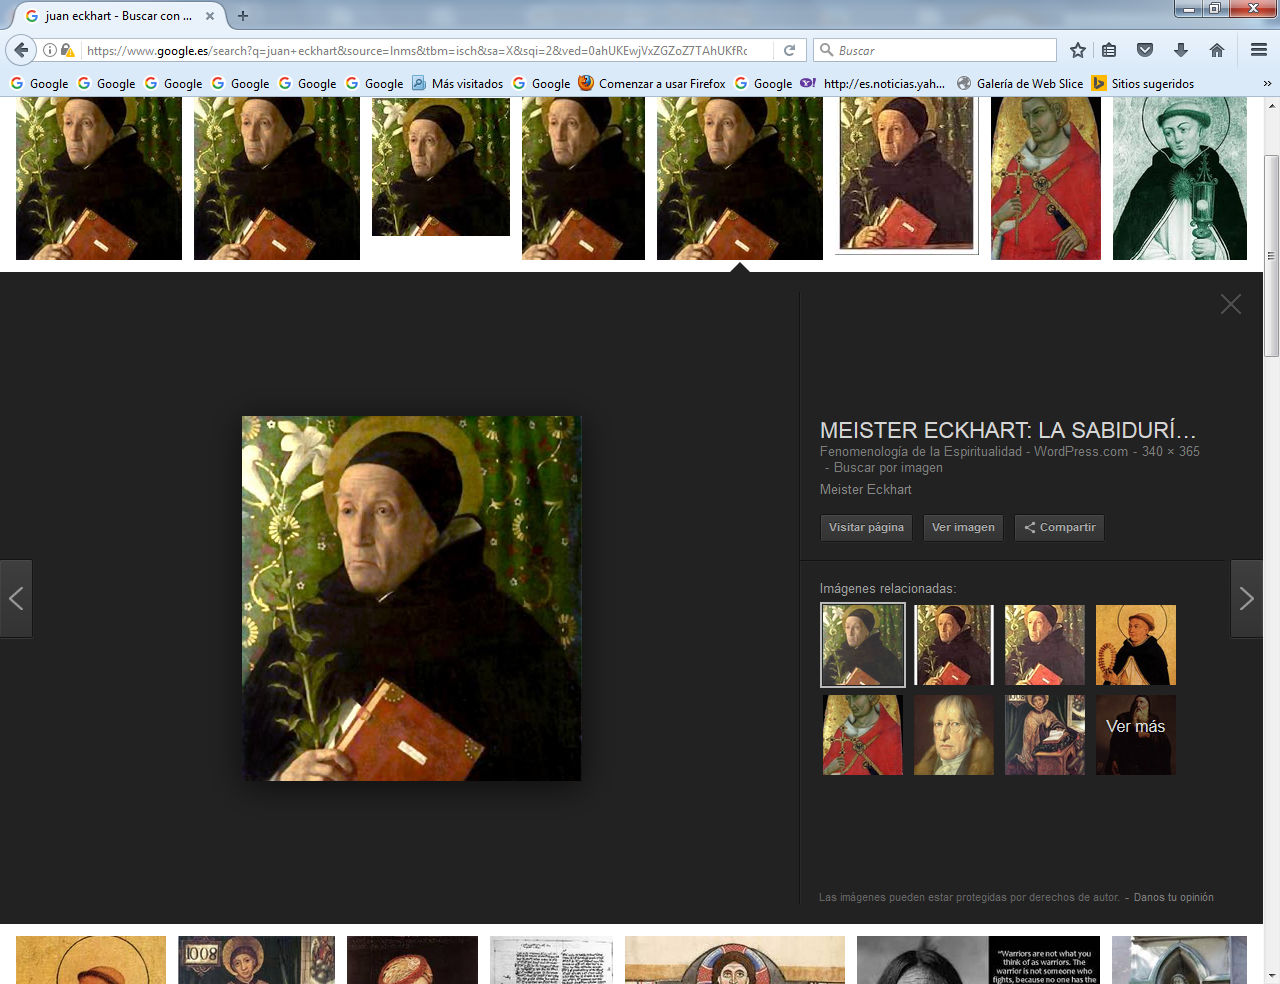 juan eckhart - Buscar con ...
https://www.google.es/search?q=juan+eckhart&source=lnms&tbm=isch&sa=X&sqi=2&ved=0ahUKEwjVxZGZoZ7TAhUKfRc
Buscar
Google Google Google Google Google Google Más visitados Google Comenzar a usar Firefox Google http://es.noticias.yah... Galería de Web Slice Sitios sugeridos
MEISTER ECKHART: LA SABIDURÍ...
Fenomenología de la Espiritualidad - WordPress.com - 340 × 365
- Buscar por imagen
Meister Eckhart
Visitar página Ver imagen Compartir
Imágenes relacionadas:
Ver más
Las imágenes pueden estar protegidas por derechos de autor. - Danos tu opinión
1008
"Warriors are not what you
think of as warriors. The
warrior is not someone who
fights, because no one has the